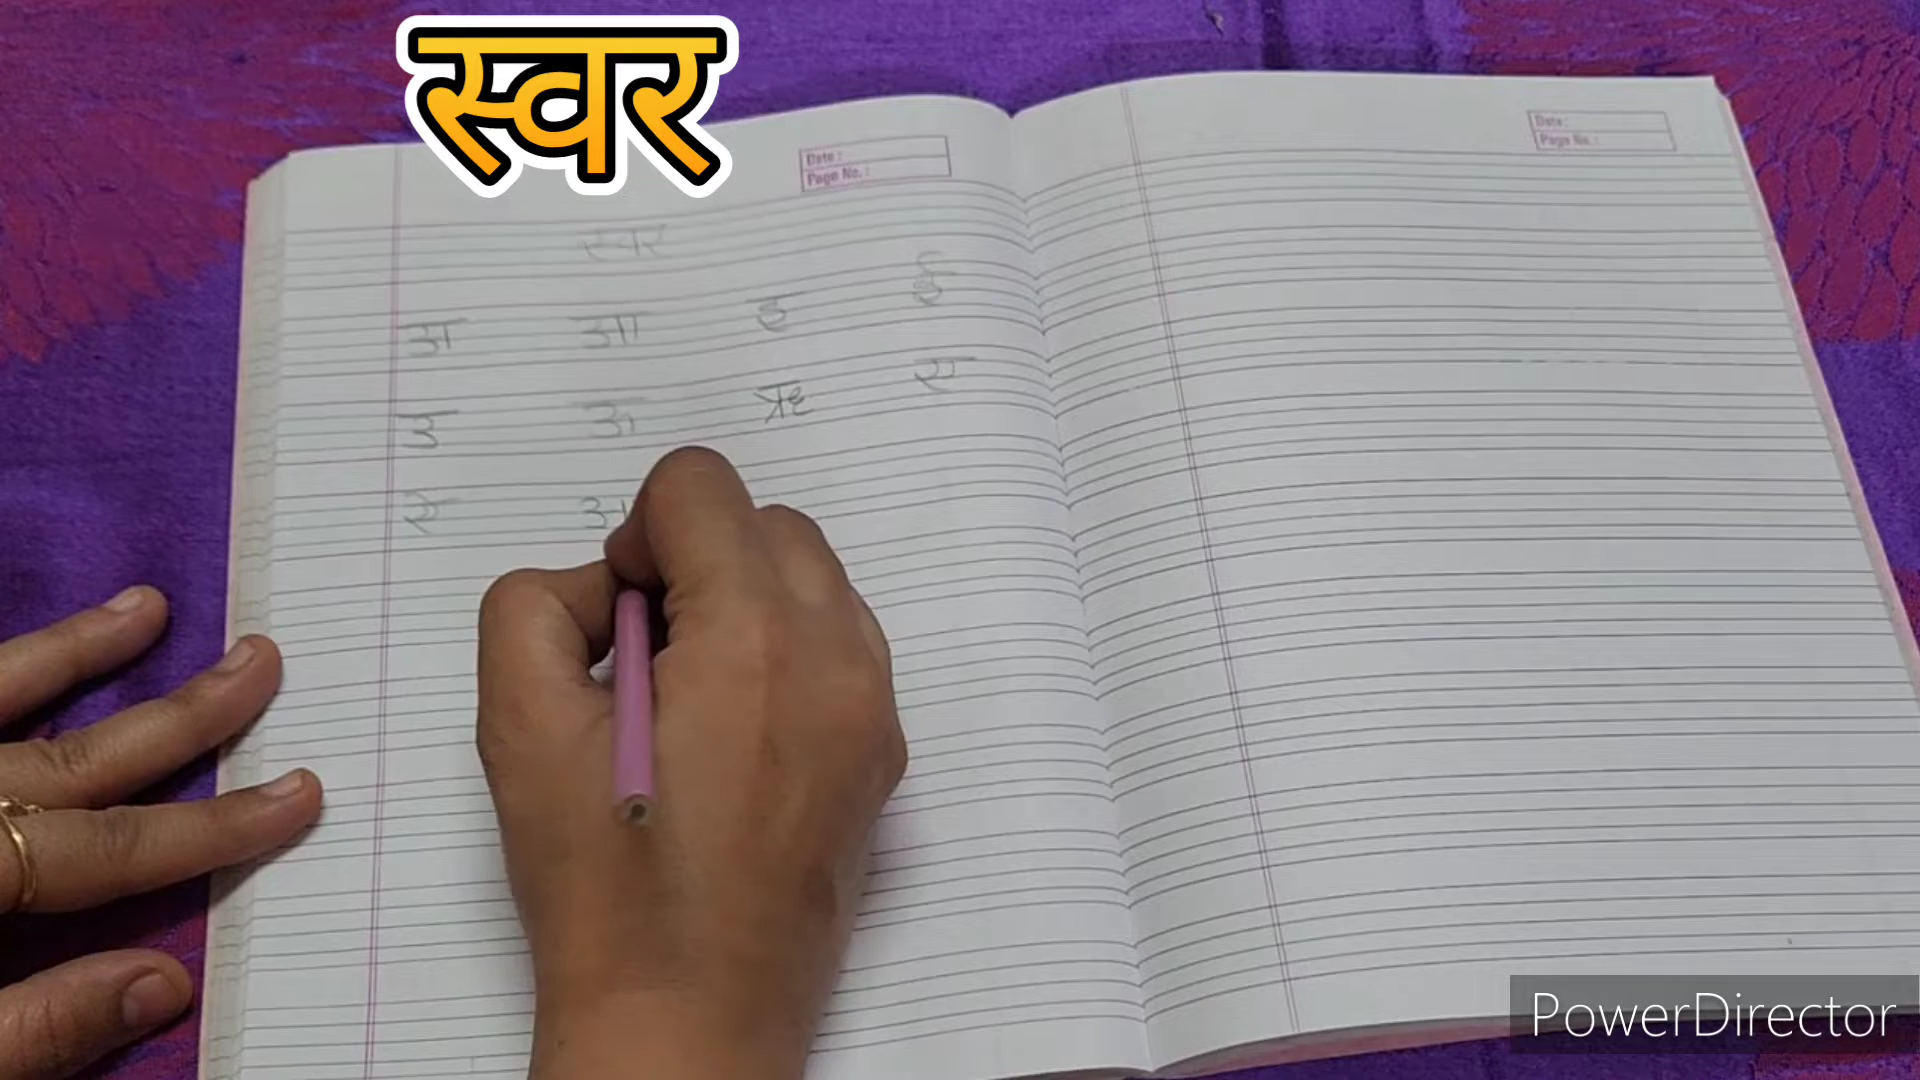 स्वर
Date :
Page No. :
Date :
Page No. :
स्वर
अ आ इ ई
उ ऊ ऋ ए
ऐ
PowerDirector